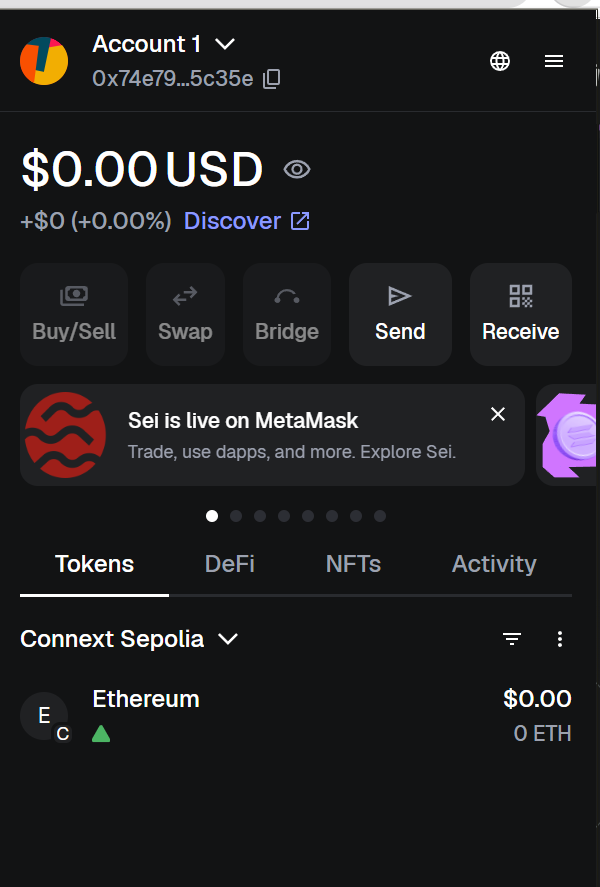 Account 1
0x74e79...5c35e
$0.00 USD
+$0 (+0.00%) Discover
Buy/Sell Swap Bridge Send Receive
Sei is live on MetaMask
Trade, use dapps, and more. Explore Sei.
Tokens DeFi NFTs Activity
Connext Sepolia
Ethereum $0.00
E
C
0 ETH